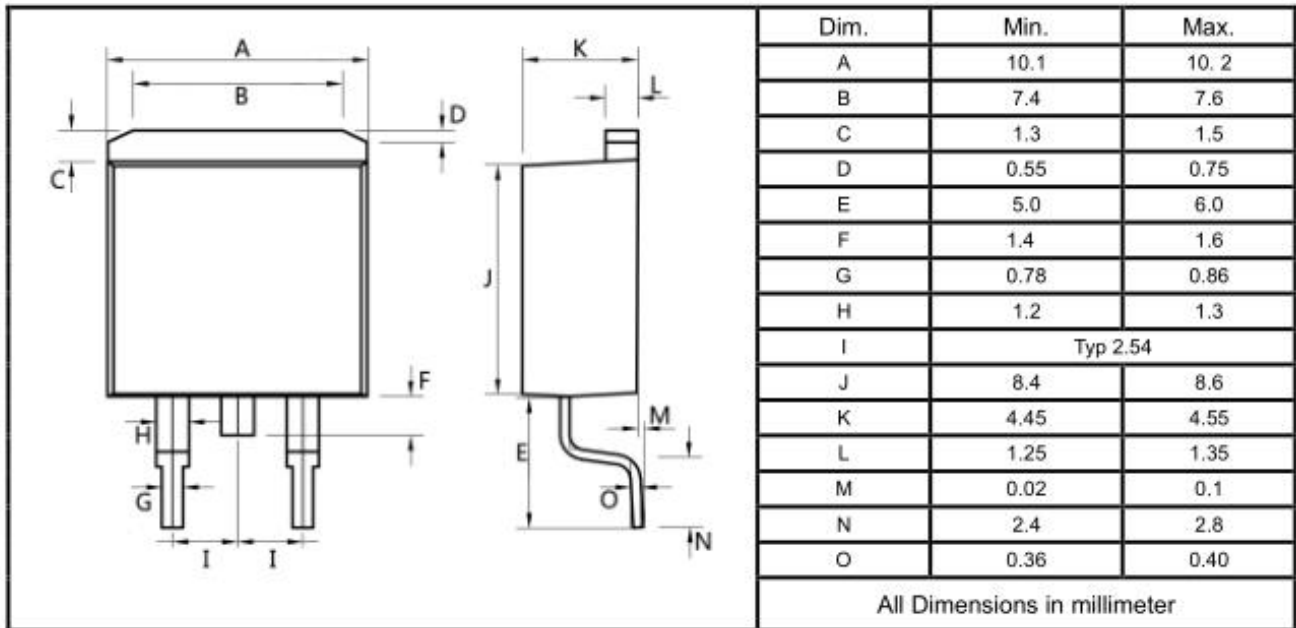 A
K
B
L
D
C
J
F
H
M
E
G
O
N
I I
Dim. Min. Max.
A 10.1 10. 2
B 7.4 7.6
C 1.3 1.5
D 0.55 0.75
E 5.0 6.0
F 1.4 1.6
G 0.78 0.86
H 1.2 1.3
I Typ 2.54
J 8.4 8.6
K 4.45 4.55
L 1.25 1.35
M 0.02 0.1
N 2.4 2.8
O 0.36 0.40
All Dimensions in millimeter